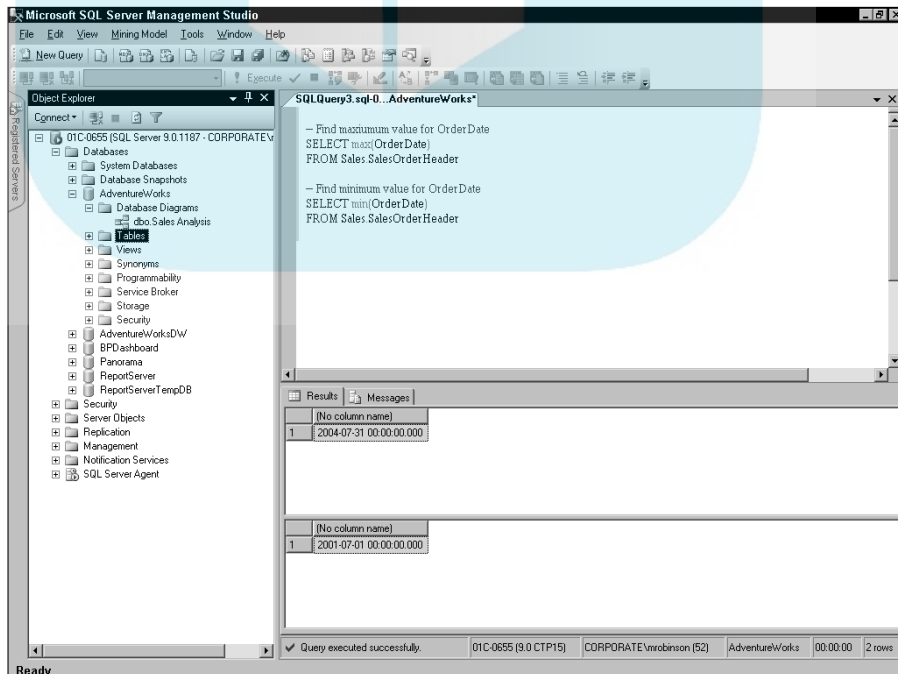 Microsoft SQL Server Management Studio
File Edit View Mining Model Tools Window Help
New Query
Execute
Registered Servers
Object Explorer
Connect
01C-0655 (SQL Server 9.0.1187 - CORPORATE\r
Databases
System Databases
Database Snapshots
AdventureWorks
Database Diagrams
dbo.Sales Analysis
Tables
Views
Synonyms
Programmability
Service Broker
Storage
Security
AdventureWorksDW
BPDashboard
Panorama
ReportServer
ReportServerTempDB
Security
Server Objects
Replication
Management
Notification Services
SQL Server Agent
SQLQuery3.sql-0...AdventureWorks*
-- Find maxiumum value for OrderDate
SELECT max(OrderDate)
FROM Sales.SalesOrderHeader
-- Find minimum value for OrderDate
SELECT min(OrderDate)
FROM Sales.SalesOrderHeader
Results Messages
(No column name)
1 2004-07-31 00:00:00.000
(No column name)
1 2001-07-01 00:00:00.000
Query executed successfully. 01C-0655 (9.0 CTP15) CORPORATE\mrobinson (52) AdventureWorks 00:00:00 2 rows
Ready